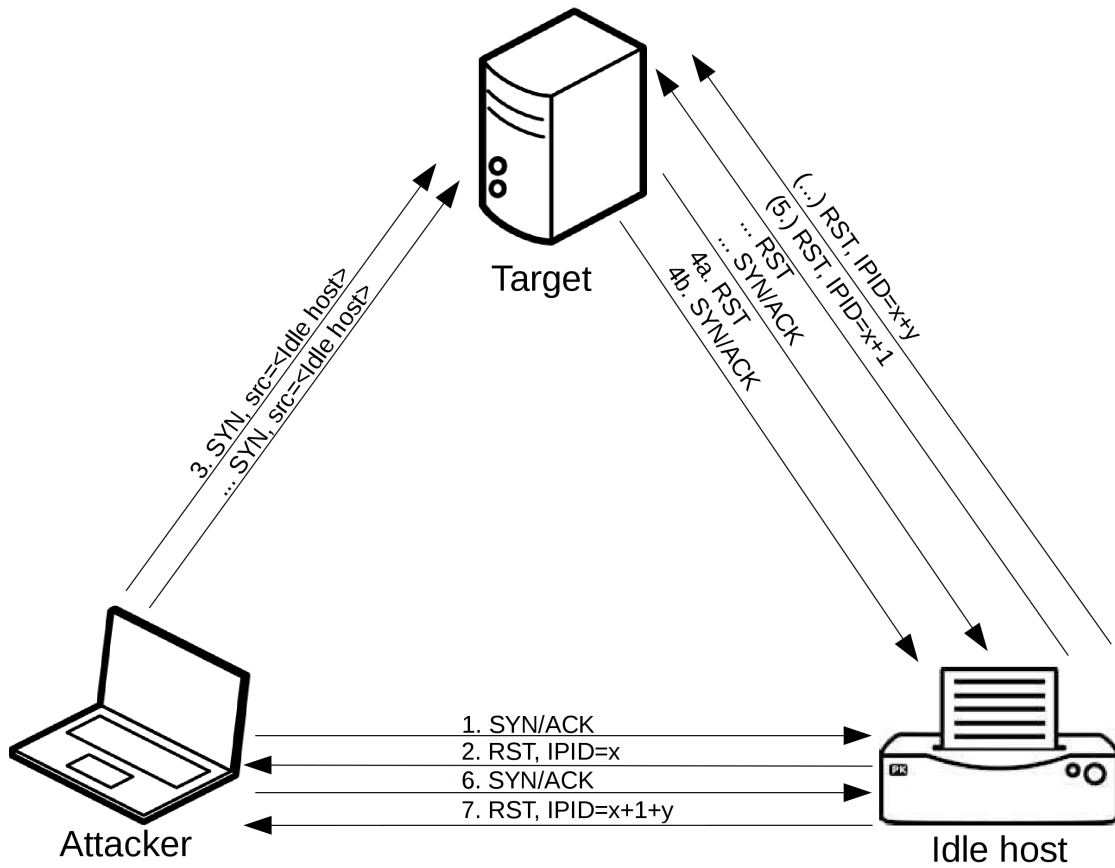 Target
3. SYN, src=<Idle host>
... SYN, src=<Idle host>
(...) RST, IPID=x+y
(5.) RST, IPID=x+1
... RST
... SYN/ACK
4a. RST
4b. SYN/ACK
1. SYN/ACK
2. RST, IPID=x
6. SYN/ACK
7. RST, IPID=x+1+y
PK
Attacker
Idle host